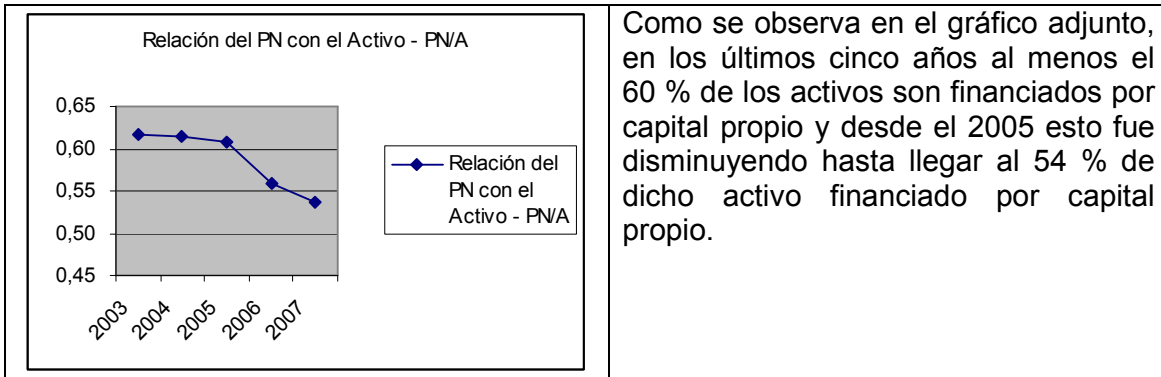 Relación del PN con el Activo - PN/A
0,65
0,60
0,55
0,50
0,45
2003
2004
2005
2006
2007
Relación del
PN con el
Activo - PN/A
Como se observa en el gráfico adjunto,
en los últimos cinco años al menos el
60 % de los activos son financiados por
capital propio y desde el 2005 esto fue
disminuyendo hasta llegar al 54 % de
dicho activo financiado por capital
propio.